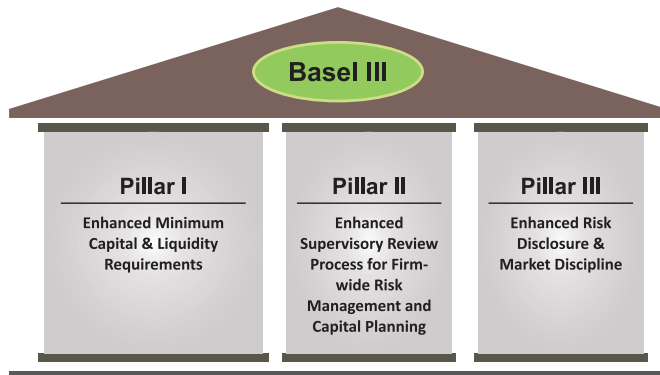 Basel III
Pillar I
Enhanced Minimum
Capital & Liquidity
Requirements
Pillar II
Enhanced
Supervisory Review
Process for Firm-
wide Risk
Management and
Capital Planning
Pillar III
Enhanced Risk
Disclosure &
Market Discipline